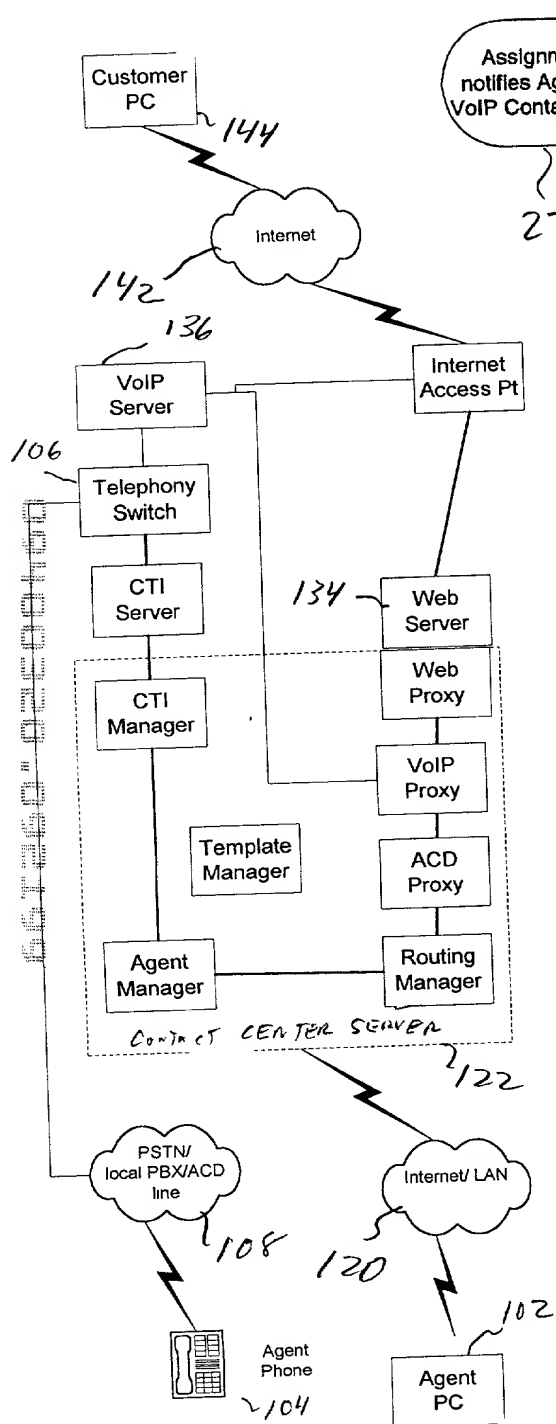 Customer
PC
144
Assignm
notifies Ag
VoIP Conta
Internet
142
136
VoIP
Server
Internet
Access Pt
106
Telephony
Switch
CTI
Server
134
Web
Server
CTI
Manager
Web
Proxy
VoIP
Proxy
Template
Manager
ACD
Proxy
Agent
Manager
Routing
Manager
Contact CENTER SERVER
122
PSTN/
local PBX/ACD
line
108
Internet/ LAN
120
102
Agent
Phone
104
Agent
PC